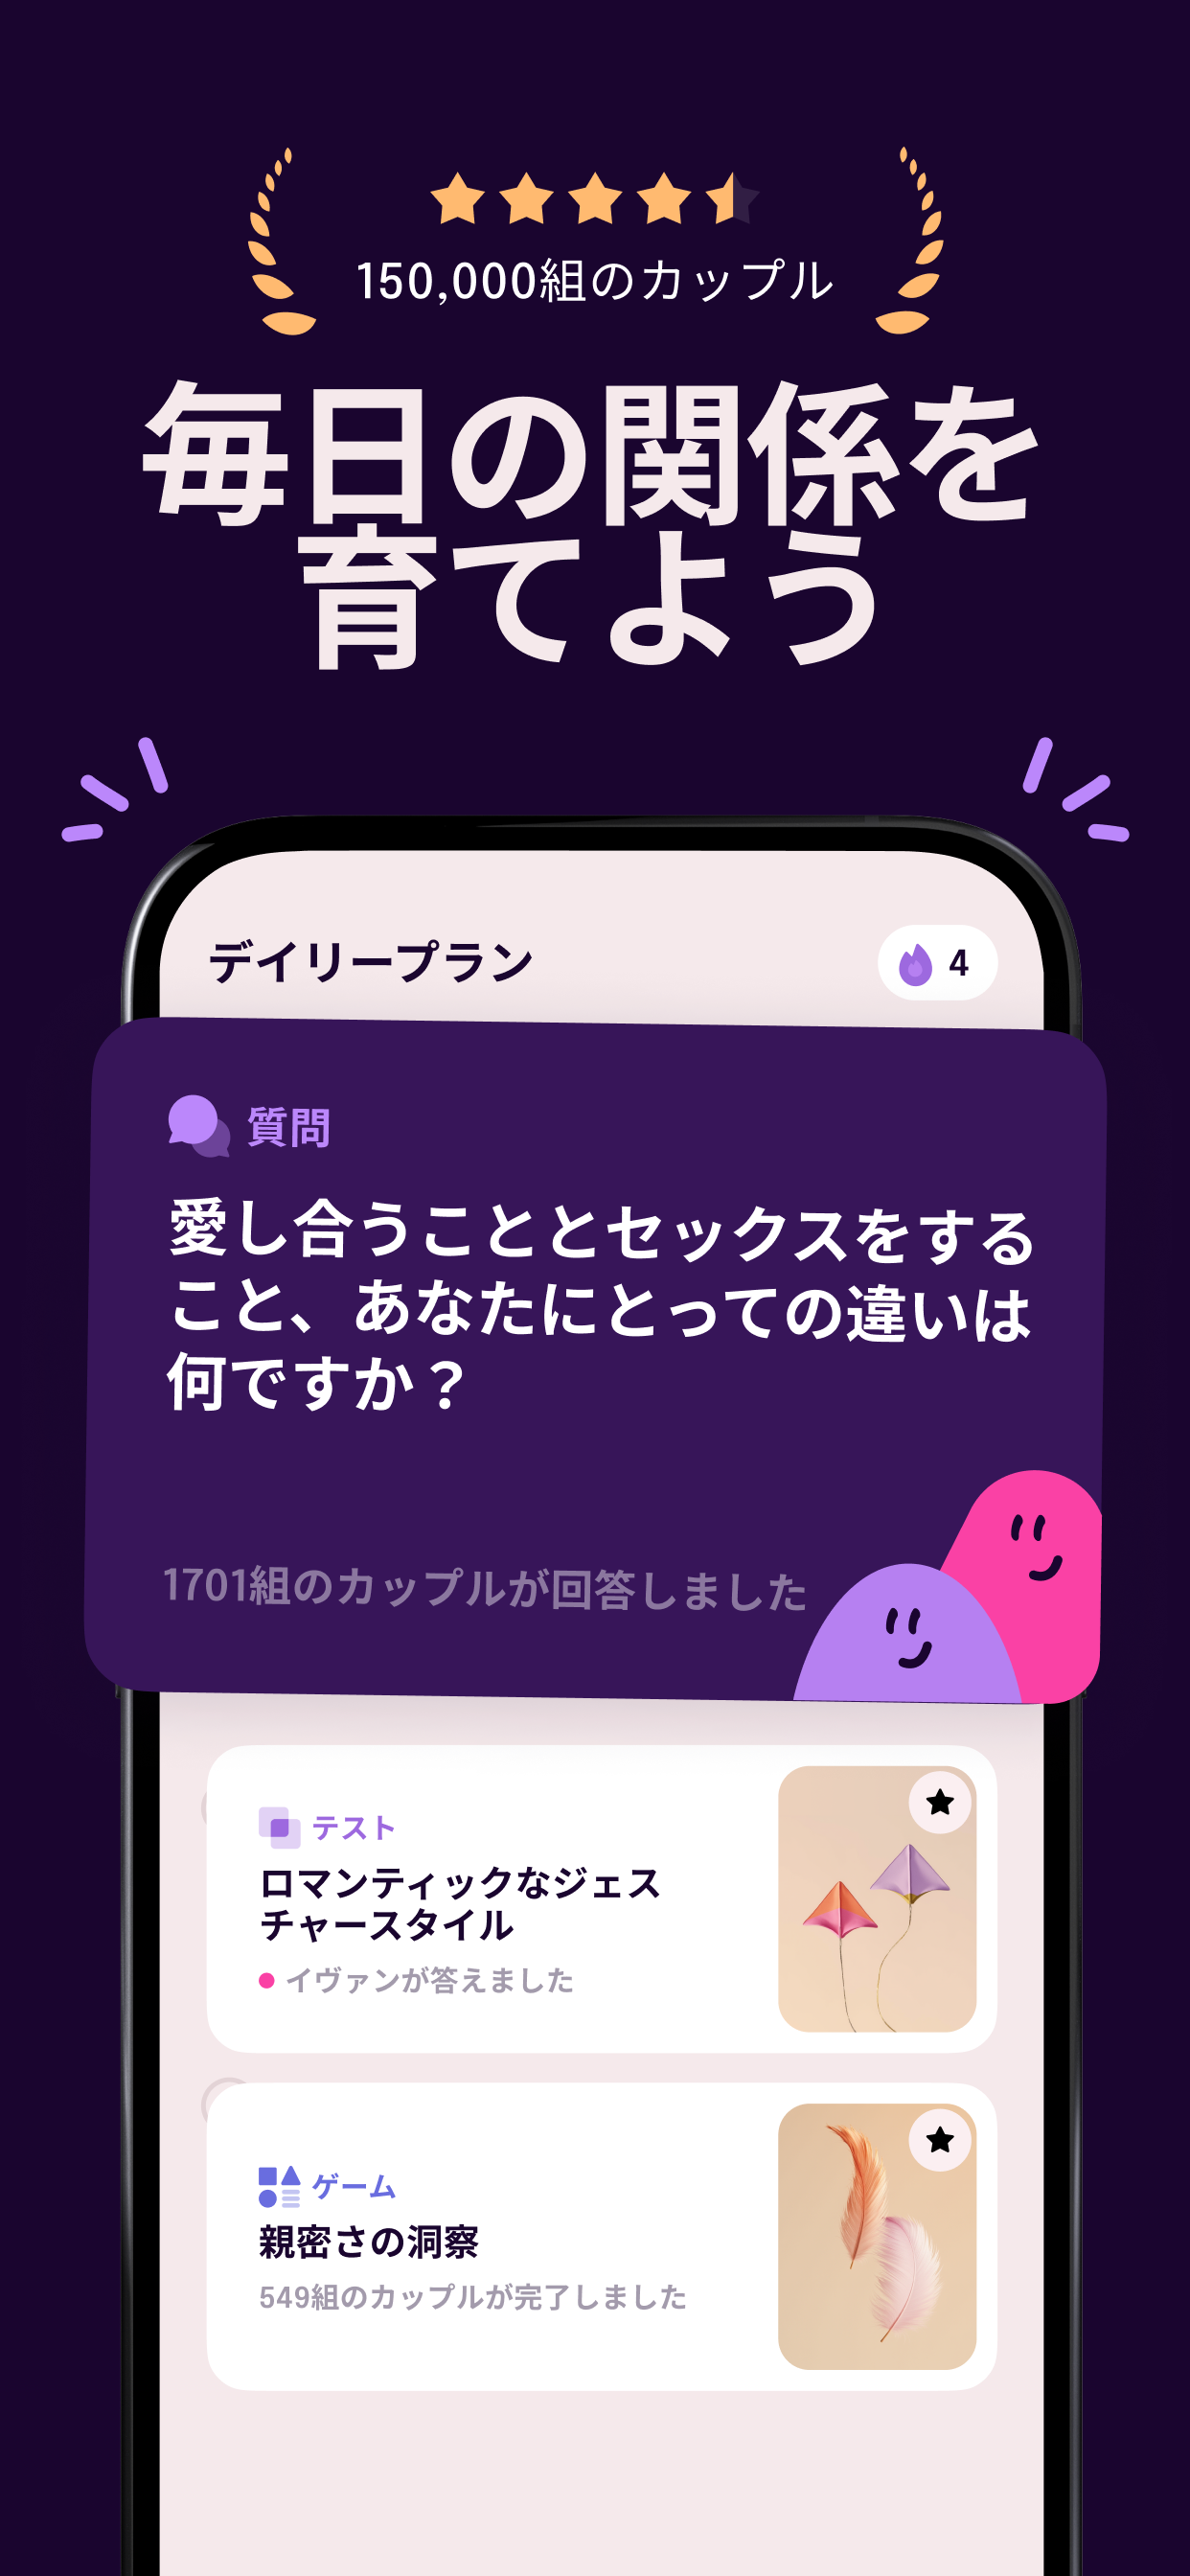 150,000組のカップル
毎日の関係を
育てよう
デイリープラン
4
質問
愛し合うこととセックスをする
こと、あなたにとっての違いは
何ですか？
1701組のカップルが回答しました
テスト
ロマンティックなジェス
チャースタイル
イヴァンが答えました
ゲーム
親密さの洞察
549組のカップルが完了しました